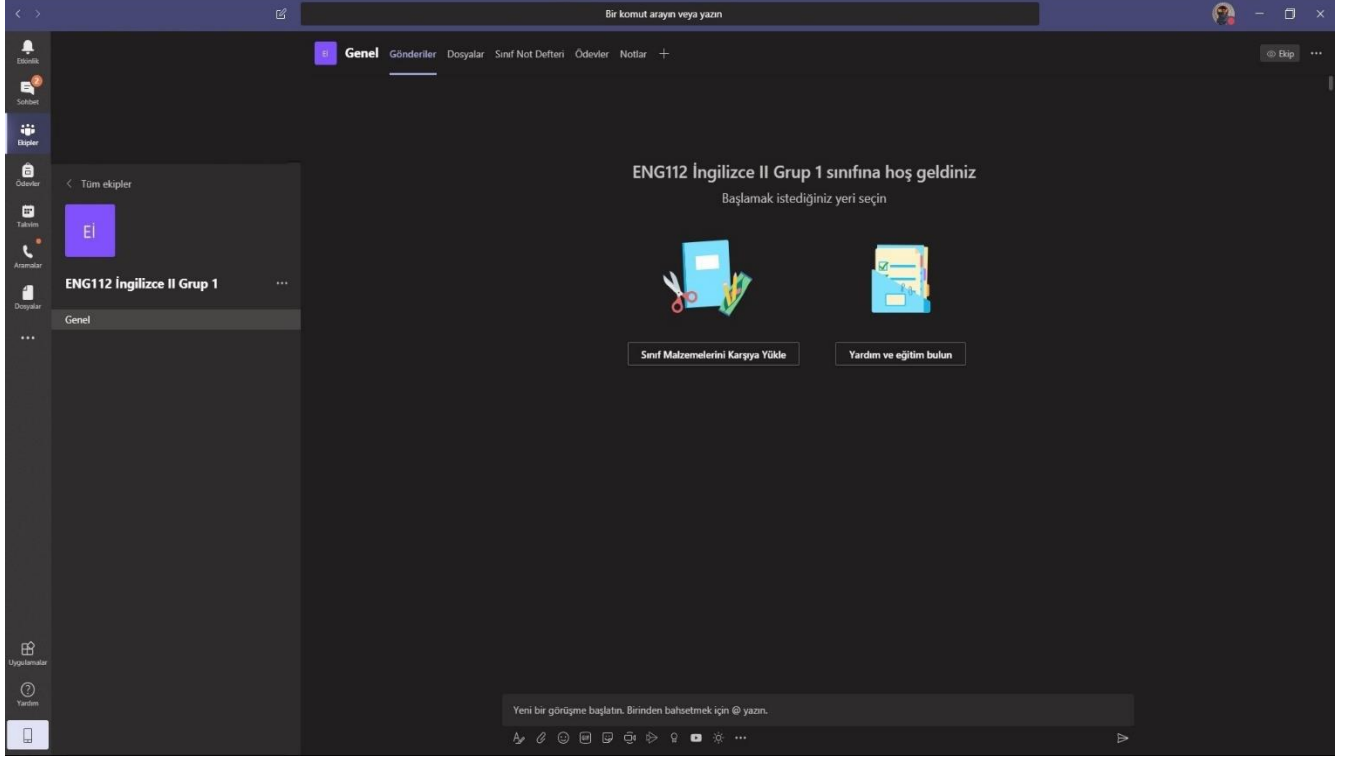 Bir komut arayın veya yazın
Etkinlik
2
Sohbet
Ekipler
Ödevler
Takvim
Aramalar
Dosyalar
Uygulamalar
Yardım
Tüm ekipler
Eİ
ENG112 İngilizce II Grup 1
Genel
Eİ
Genel Gönderiler Dosyalar Sınıf Not Defteri Ödevler Notlar
Ekip
ENG112 İngilizce II Grup 1 sınıfına hoş geldiniz
Başlamak istediğiniz yeri seçin
Sınıf Malzemelerini Karşıya Yükle
Yardım ve eğitim bulun
Yeni bir görüşme başlatın. Birinden bahsetmek için @ yazın.
GIF